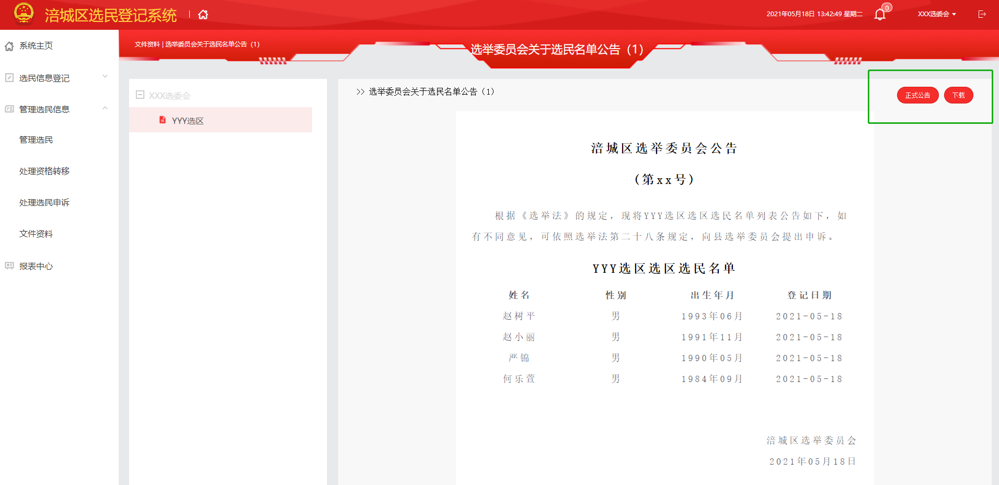 涪城区选民登记系统
2021年05月18日 13:42:49 星期二
0
XXX选委会
系统主页
选民信息登记
管理选民信息
管理选民
处理资格转移
处理选民申诉
文件资料
报表中心
文件资料 | 选举委员会关于选民名单公告（1）
选举委员会关于选民名单公告（1）
XXX选委会
YYY选区
>> 选举委员会关于选民名单公告（1）
正式公告
下载
涪城区选举委员会公告
（第xx号）
根据《选举法》的规定，现将YYY选区选区选民名单列表公告如下，如
有不同意见，可依照选举法第二十八条规定，向县选举委员会提出申诉。
YYY选区选区选民名单
姓名 性别 出生年月 登记日期
赵树平 男 1993年06月 2021-05-18
赵小丽 男 1991年11月 2021-05-18
严锦 男 1990年05月 2021-05-18
何乐萱 男 1984年09月 2021-05-18
涪城区选举委员会
2021年05月18日